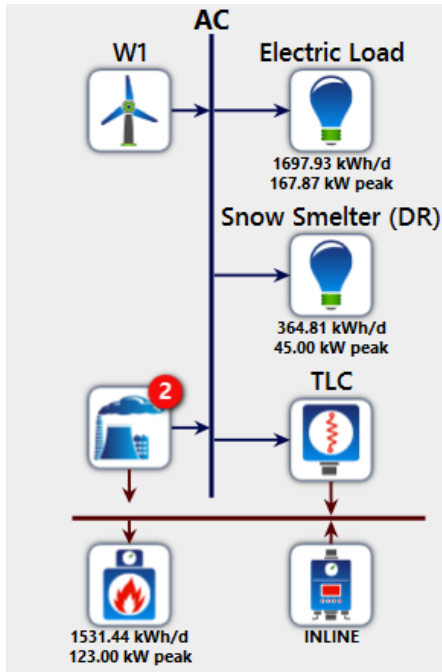 AC
W1
Electric Load
1697.93 kWh/d
167.87 kW peak
Snow Smelter (DR)
364.81 kWh/d
45.00 kW peak
2
TLC
1531.44 kWh/d
123.00 kW peak
INLINE